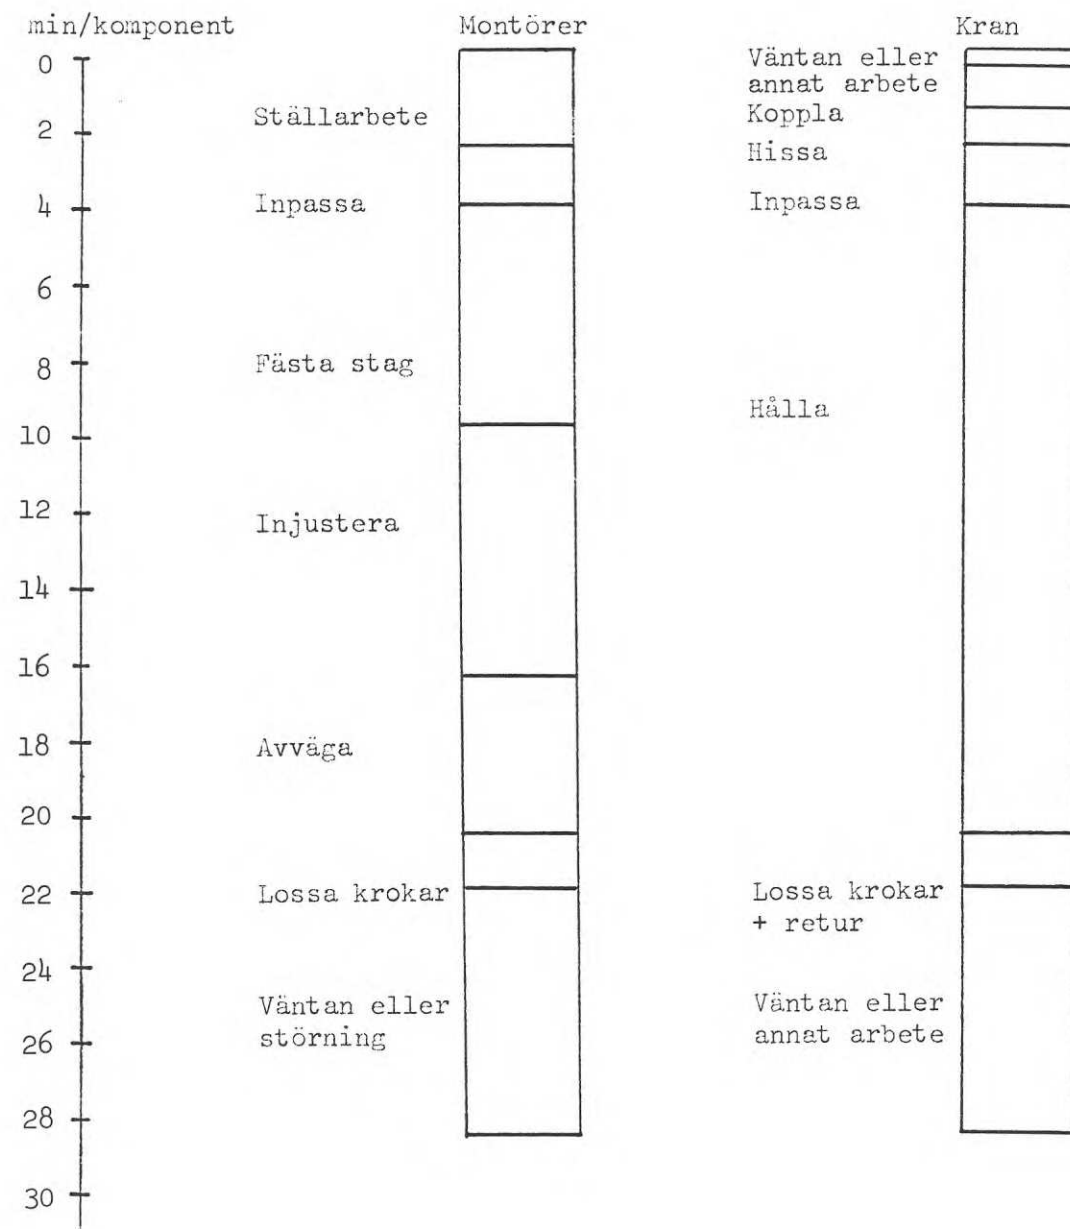 min/komponent
Montörer
Kran
0
2
4
6
8
10
12
14
16
18
20
22
24
26
28
30
Ställarbete
Inpassa
Fästa stag
Injustera
Avväga
Lossa krokar
Väntan eller
störning
Väntan eller
annat arbete
Koppla
Hissa
Inpassa
Hålla
Lossa krokar
+ retur
Väntan eller
annat arbete